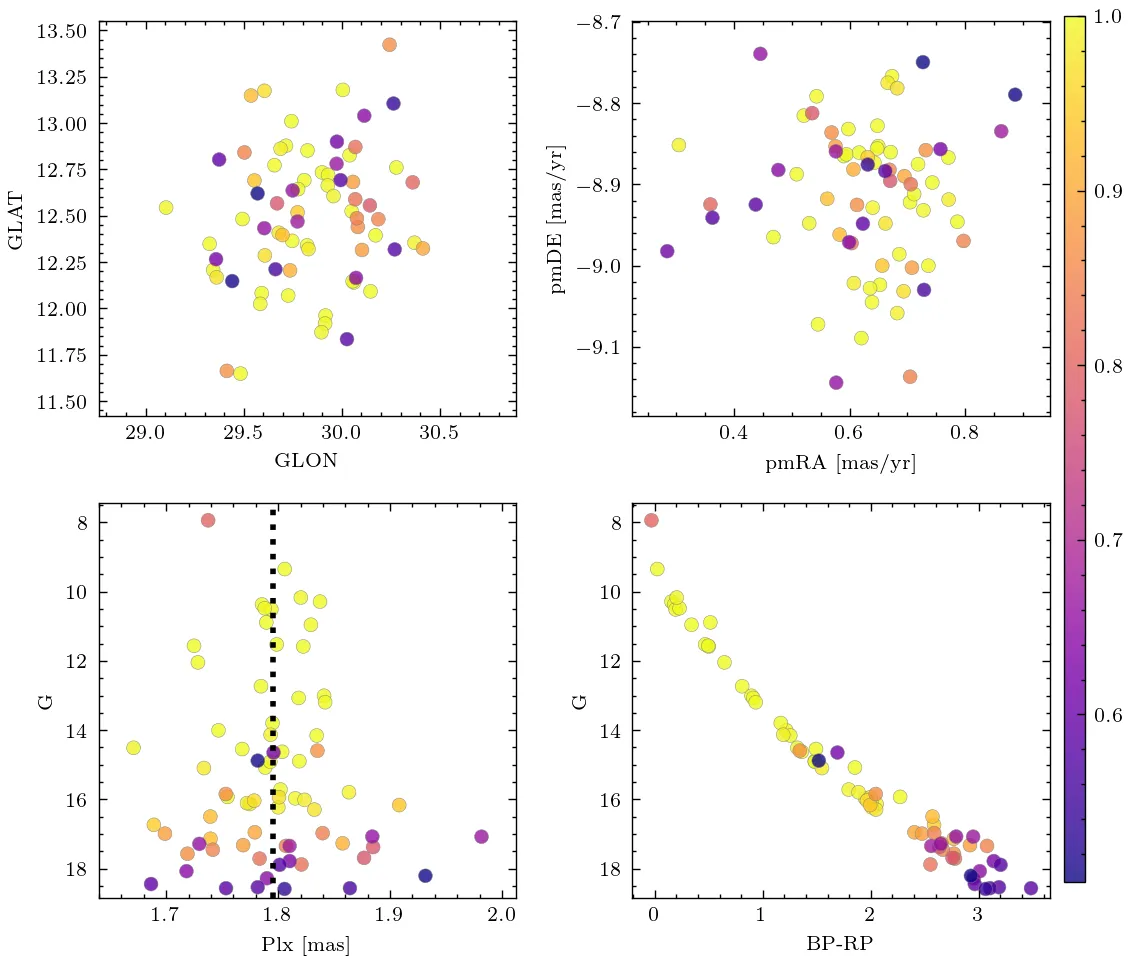 13.50
13.25
13.00
12.75
12.50
12.25
12.00
11.75
11.50
GLAT
29.0 29.5 30.0 30.5
GLON
−8.7
−8.8
−8.9
−9.0
−9.1
pmDE [mas/yr]
0.4 0.6 0.8
pmRA [mas/yr]
8
10
12
14
16
18
G
1.7 1.8 1.9 2.0
Plx [mas]
8
10
12
14
16
18
G
0 1 2 3
BP-RP
1.0
0.9
0.8
0.7
0.6